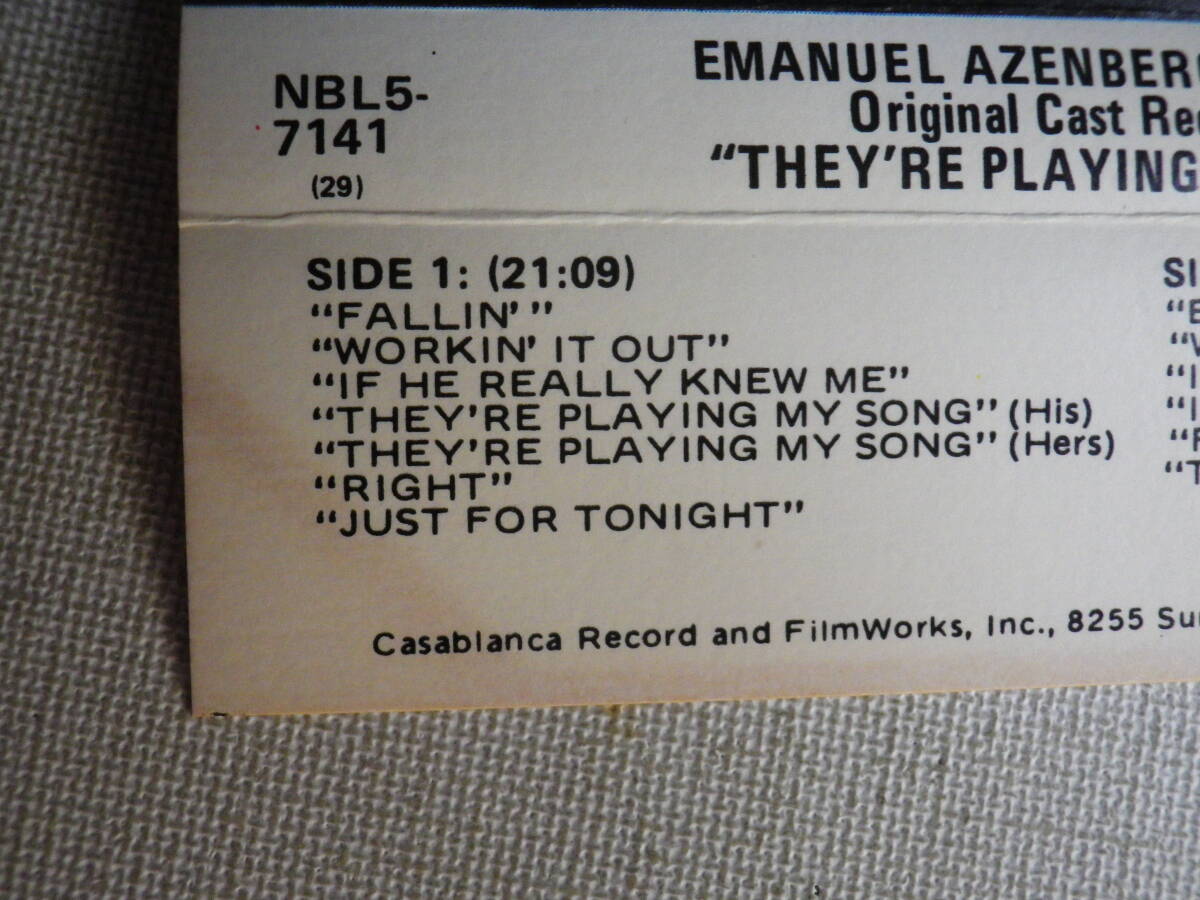 NBL5-
7141
(29)
EMANUEL AZENBERG
Original Cast
"THEY'RE PLAYING
SIDE 1: (21:09)
"FALLIN'"
"WORKIN' IT OUT"
"IF HE REALLY KNEW ME"
"THEY'RE PLAYING MY SONG" (His)
"THEY'RE PLAYING MY SONG" (Hers)
"RIGHT"
"JUST FOR TONIGHT"
Casablanca Record and FilmWorks, Inc., 8255